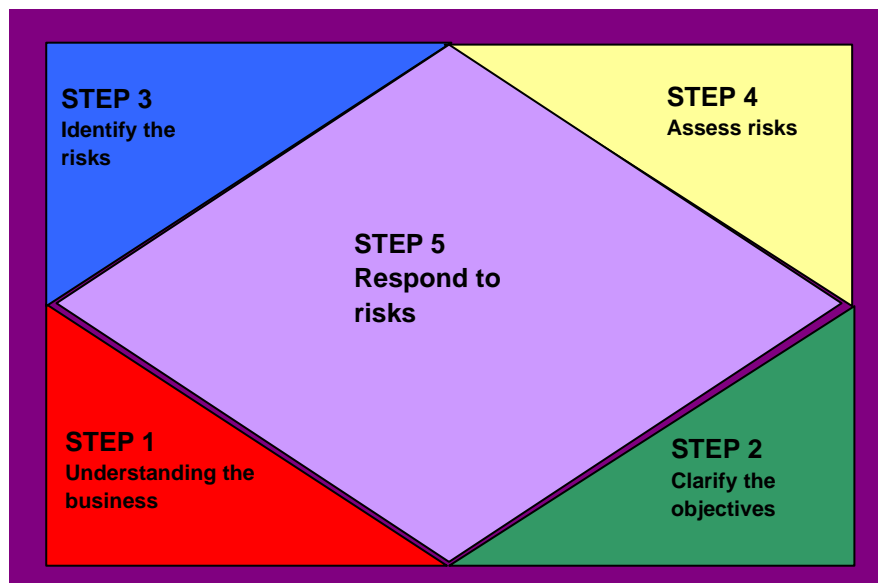 STEP 3
Identify the
risks
STEP 4
Assess risks
STEP 5
Respond to
risks
STEP 1
Understanding the
business
STEP 2
Clarify the
objectives